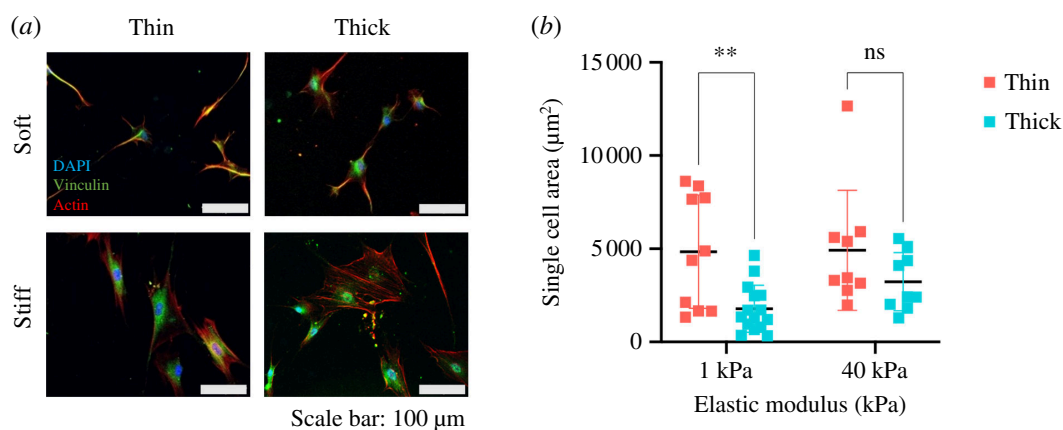 (a)
Thin
Thick
Soft
DAPI
Vinculin
Actin
Stiff
Scale bar: 100 µm
(b)
15 000
10 000
5 000
0
Single cell area (µm²)
**
ns
Thin
Thick
1 kPa
40 kPa
Elastic modulus (kPa)